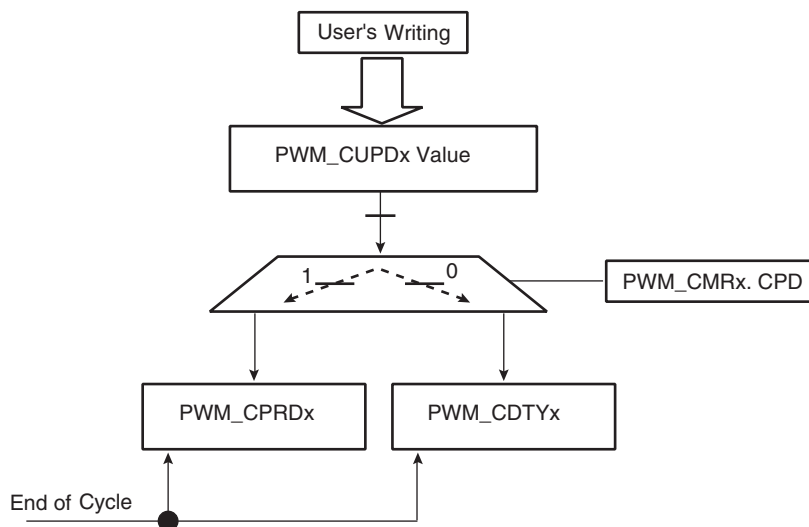 User's Writing
PWM_CUPDx Value
1
0
PWM_CMRx. CPD
PWM_CPRDx
PWM_CDTYx
End of Cycle